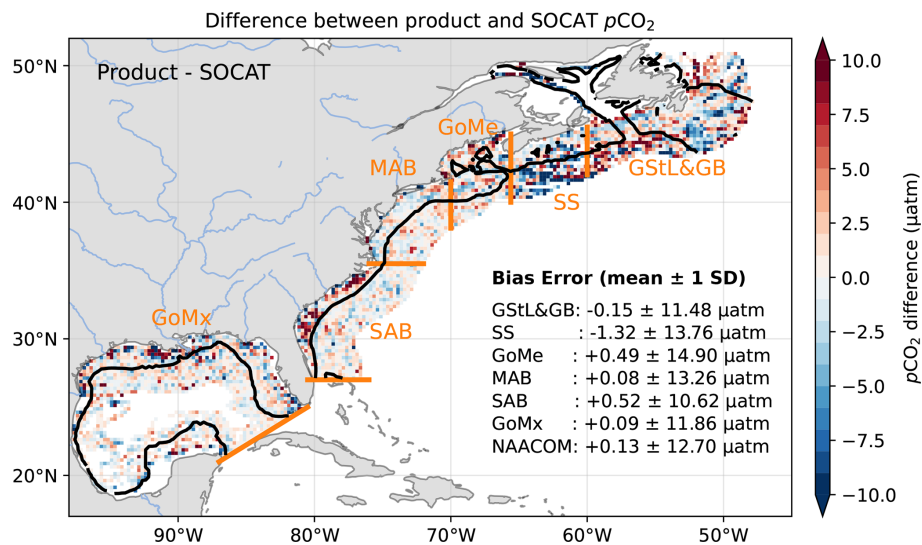 Difference between product and SOCAT pCO₂
Product - SOCAT
50°N
40°N
30°N
20°N
90°W
80°W
70°W
60°W
50°W
GoMe
MAB
GStL&GB
SS
SAB
GoMx
Bias Error (mean ± 1 SD)
GStL&GB: -0.15 ± 11.48 µatm
SS : -1.32 ± 13.76 µatm
GoMe : +0.49 ± 14.90 µatm
MAB : +0.08 ± 13.26 µatm
SAB : +0.52 ± 10.62 µatm
GoMx : +0.09 ± 11.86 µatm
NAACOM: +0.13 ± 12.70 µatm
10.0
7.5
5.0
2.5
0.0
−2.5
−5.0
−7.5
−10.0
pCO₂ difference (µatm)